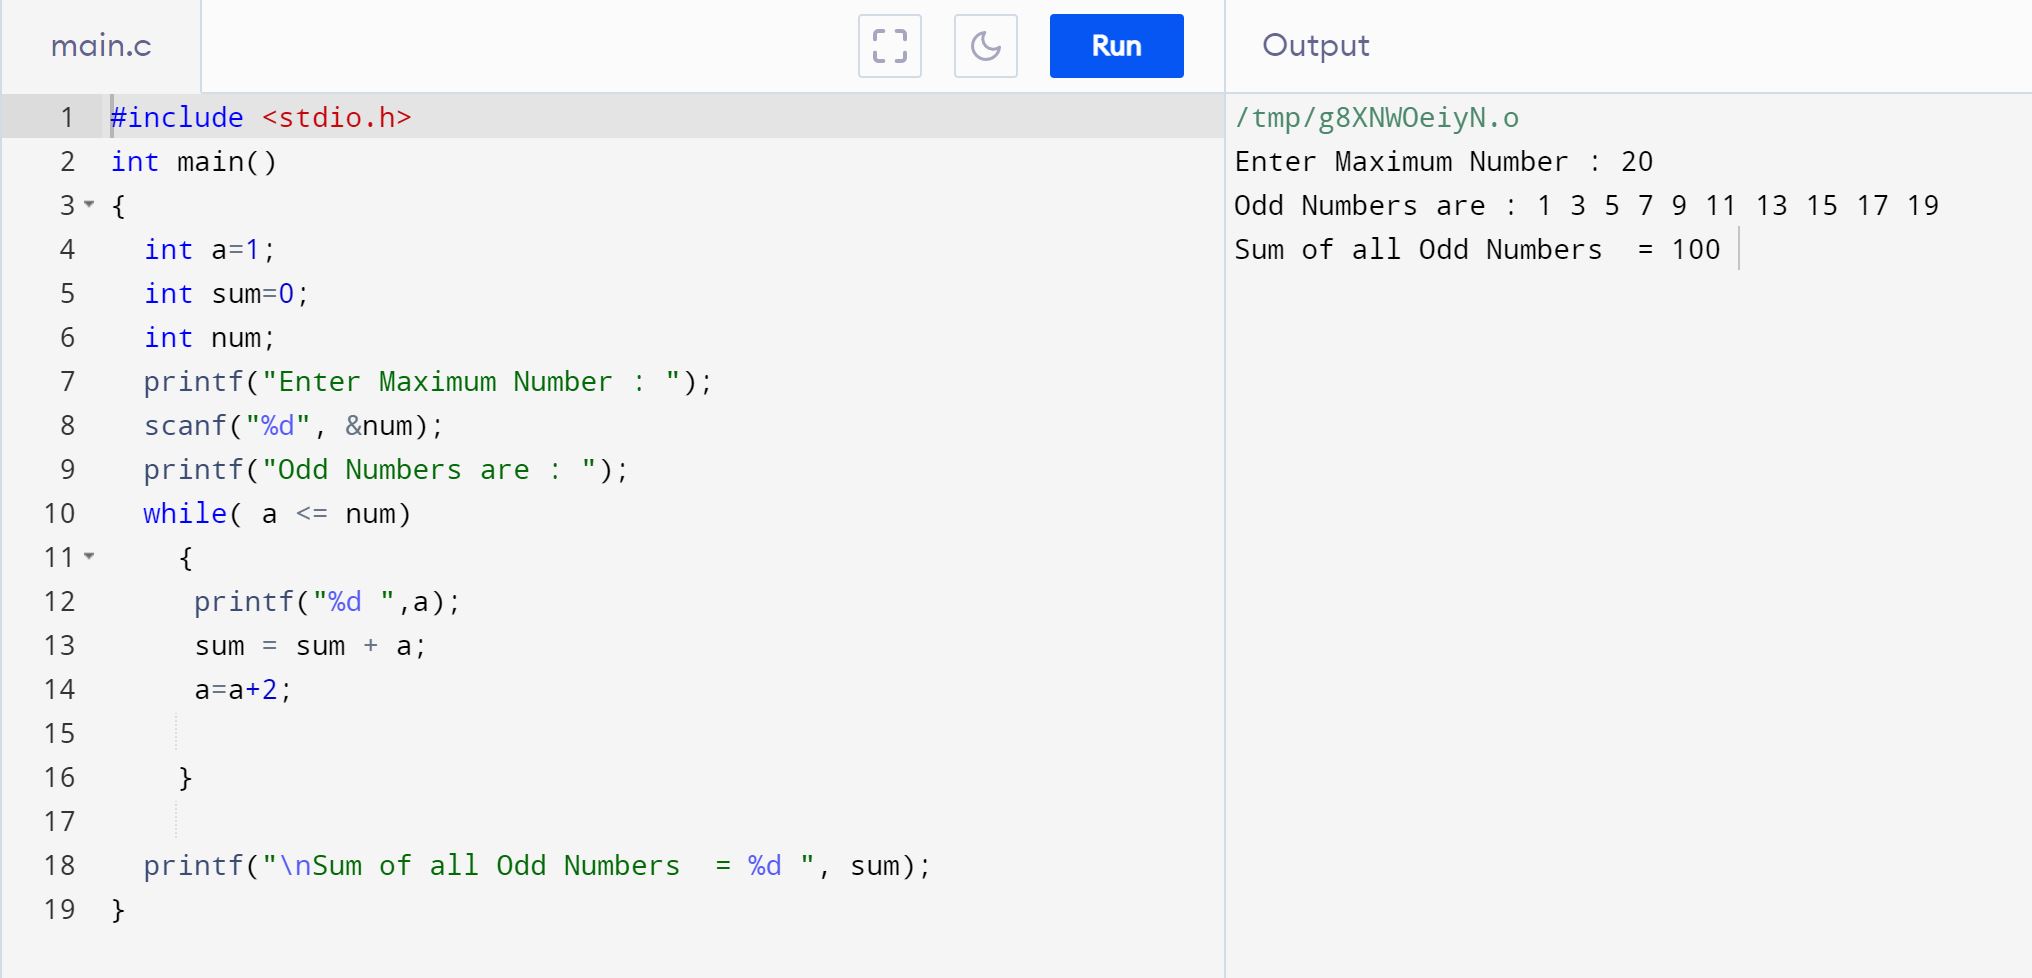 main.c
Run
Output
1 #include <stdio.h>
2 int main()
3 {
4   int a=1;
5   int sum=0;
6   int num;
7   printf("Enter Maximum Number : ");
8   scanf("%d", &num);
9   printf("Odd Numbers are : ");
10   while( a <= num)
11     {
12      printf("%d ",a);
13      sum = sum + a;
14      a=a+2;
15
16     }
17
18   printf("\nSum of all Odd Numbers  = %d ", sum);
19 }
/tmp/g8XNWOeiyN.o
Enter Maximum Number : 20
Odd Numbers are : 1 3 5 7 9 11 13 15 17 19
Sum of all Odd Numbers  = 100